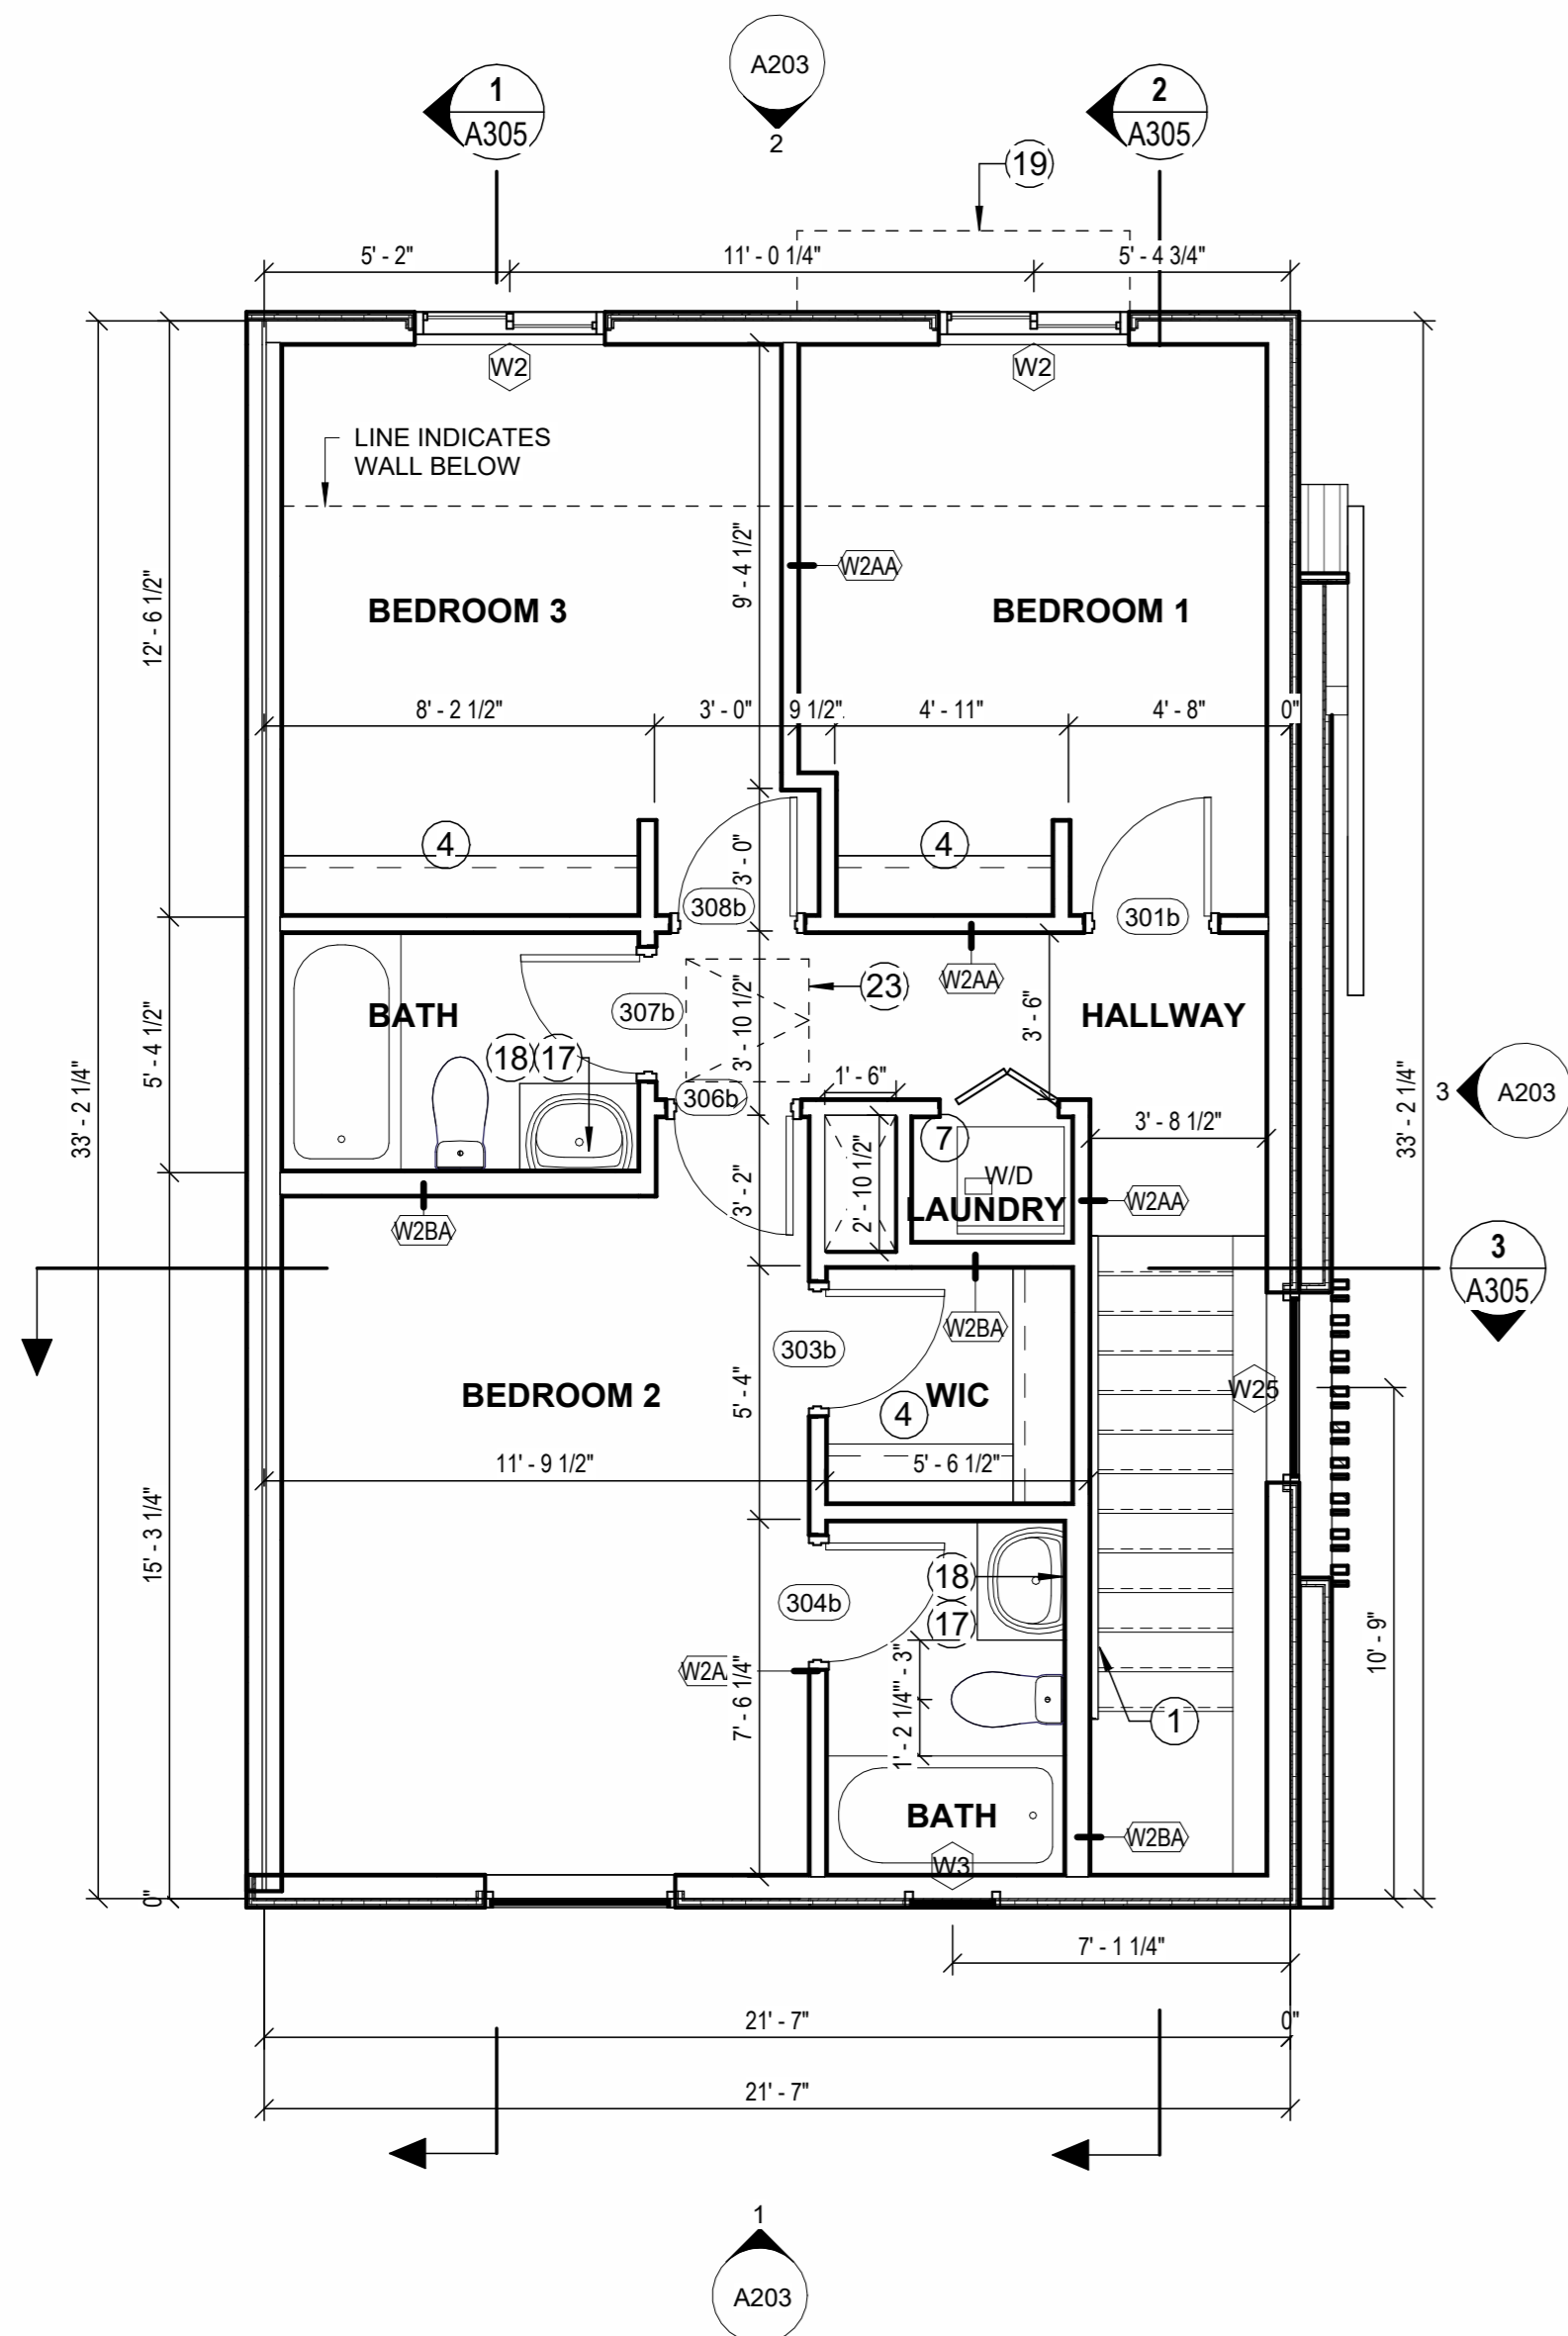 A203
2
1
A305
2
A305
19
5' - 2"
11' - 0 1/4"
5' - 4 3/4"
W2
W2
LINE INDICATES
WALL BELOW
W2AA
9' - 4 1/2"
12' - 6 1/2"
BEDROOM 3
BEDROOM 1
8' - 2 1/2"
3' - 0"
9 1/2"
4' - 11"
4' - 8"
0"
4
4
3' - 0"
308b
301b
W2AA
23
BATH
307b
3' - 10 1/2"
3' - 6"
HALLWAY
5' - 4 1/2"
33' - 2 1/4"
33' - 2 1/4"
18
17
306b
1' - 6"
3
A203
7
3' - 8 1/2"
W/D
LAUNDRY
2' - 10 1/2"
3' - 2"
W2AA
W2BA
3
A305
W2BA
303b
BEDROOM 2
WIC
4
W25
5' - 4"
11' - 9 1/2"
5' - 6 1/2"
15' - 3 1/4"
18
304b
17
10' - 9"
7' - 6 1/4"
1' - 2 1/4"
1
BATH
W2BA
W3
0"
7' - 1 1/4"
21' - 7"
0"
21' - 7"
1
A203